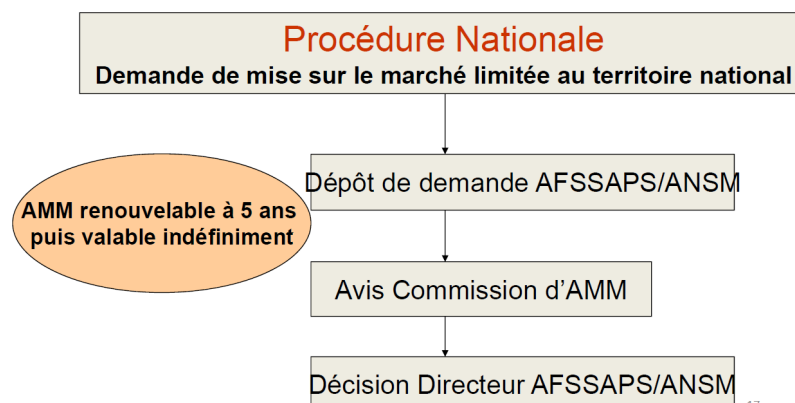 Procédure Nationale
Demande de mise sur le marché limitée au territoire national
Dépôt de demande AFSSAPS/ANSM
AMM renouvelable à 5 ans
puis valable indéfiniment
Avis Commission d'AMM
Décision Directeur AFSSAPS/ANSM